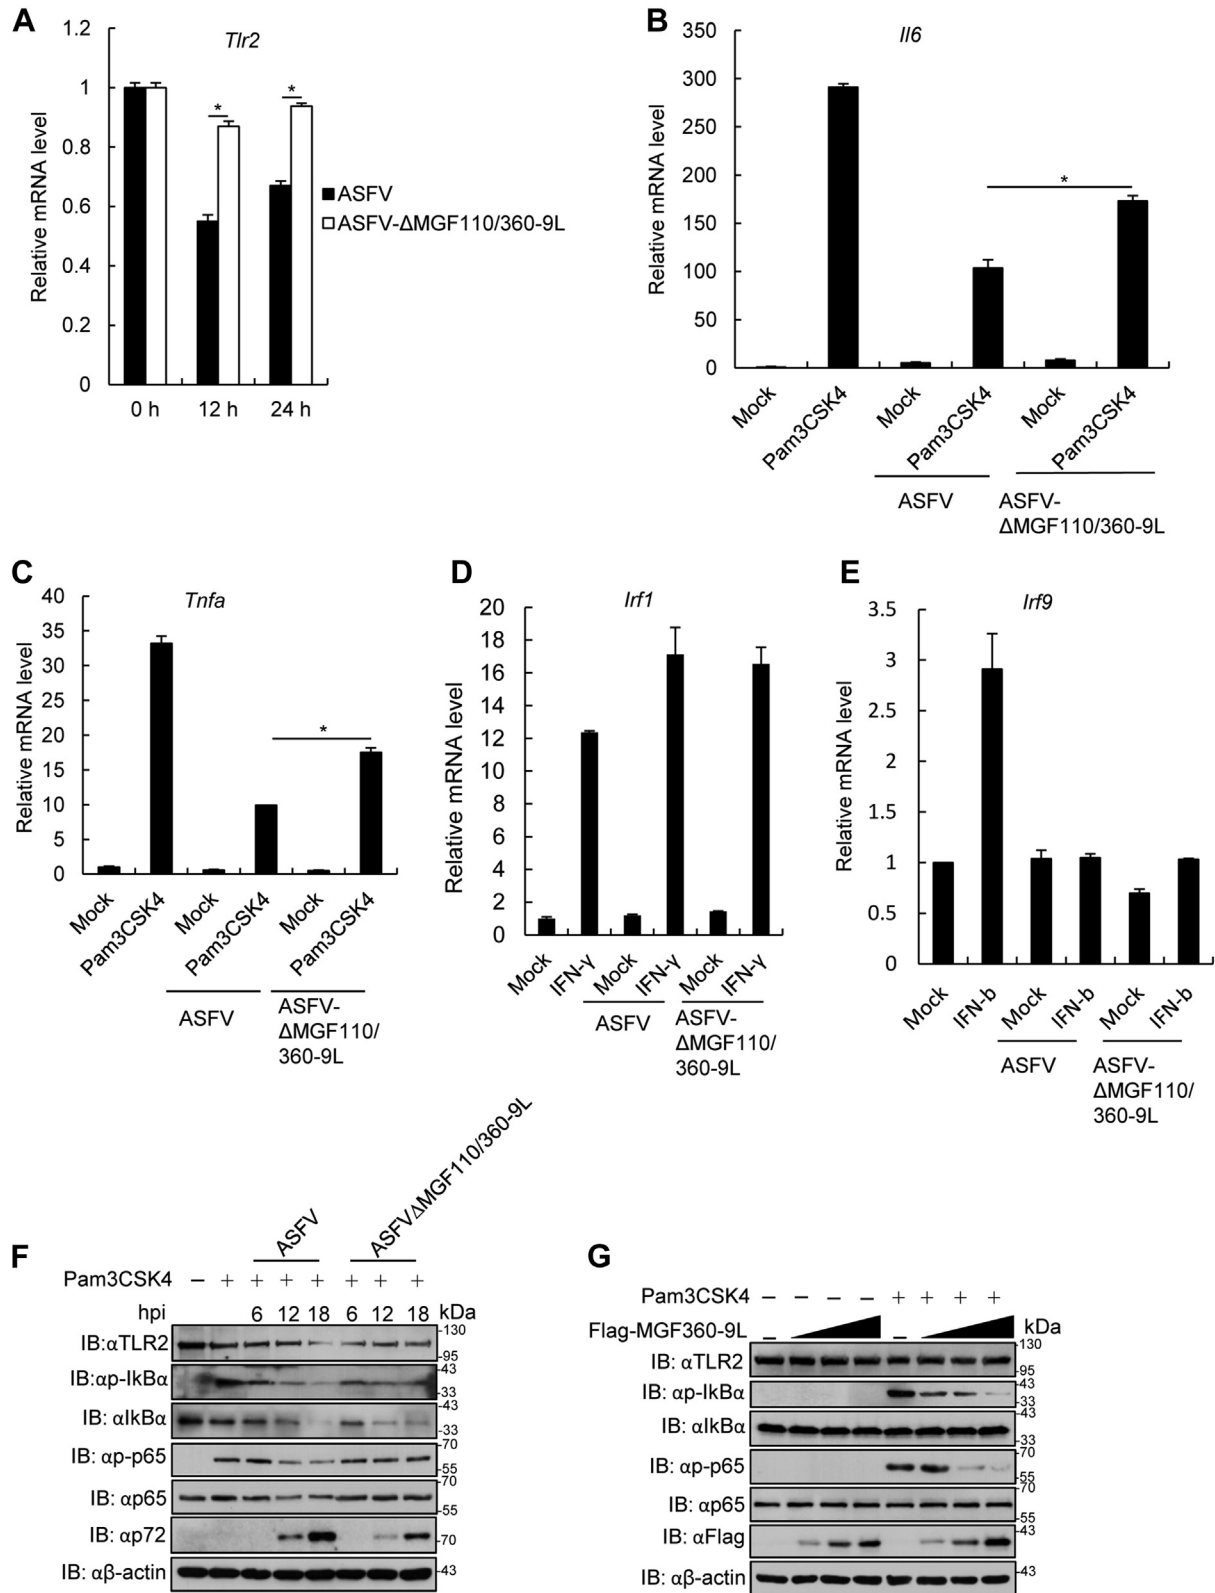 A
Tlr2
1.2
1
0.8
0.6
0.4
0.2
0
Relative mRNA level
*
*
0 h 12 h 24 h
ASFV
ASFV-ΔMGF110/360-9L
B
Il6
350
300
250
200
150
100
50
0
Relative mRNA level
*
Mock Pam3CSK4 Mock Pam3CSK4 Mock Pam3CSK4
ASFV
ASFV-
ΔMGF110/360-9L
C
Tnfa
40
35
30
25
20
15
10
5
0
Relative mRNA level
*
Mock Pam3CSK4 Mock Pam3CSK4 Mock Pam3CSK4
ASFV
ASFV-
ΔMGF110/
360-9L
D
Irf1
20
18
16
14
12
10
8
6
4
2
0
Relative mRNA level
Mock IFN-γ Mock IFN-γ Mock IFN-γ
ASFV
ASFV-
ΔMGF110/
360-9L
E
Irf9
3.5
3
2.5
2
1.5
1
0.5
0
Relative mRNA level
Mock IFN-b Mock IFN-b Mock IFN-b
ASFV
ASFV-
ΔMGF110/
360-9L
F
ASFV
ASFVΔMGF110/360-9L
Pam3CSK4 − + + + + + + +
hpi 6 12 18 6 12 18 kDa
IB:αTLR2 -130
-95
IB:αp-IkBα -43
-33
IB: αIkBα -43
-33
IB: αp-p65 -70
-55
IB: αp65 -70
-55
IB: αp72
-70
IB: αβ-actin -43
G
Pam3CSK4 − − − − + + + +
Flag-MGF360-9L − − kDa
IB: αTLR2 -130
-95
IB: αp-IkBα -43
-33
IB: αIkBα -43
-33
IB: αp-p65 -70
-55
IB: αp65 -70
-55
IB: αFlag -43
IB: αβ-actin -43